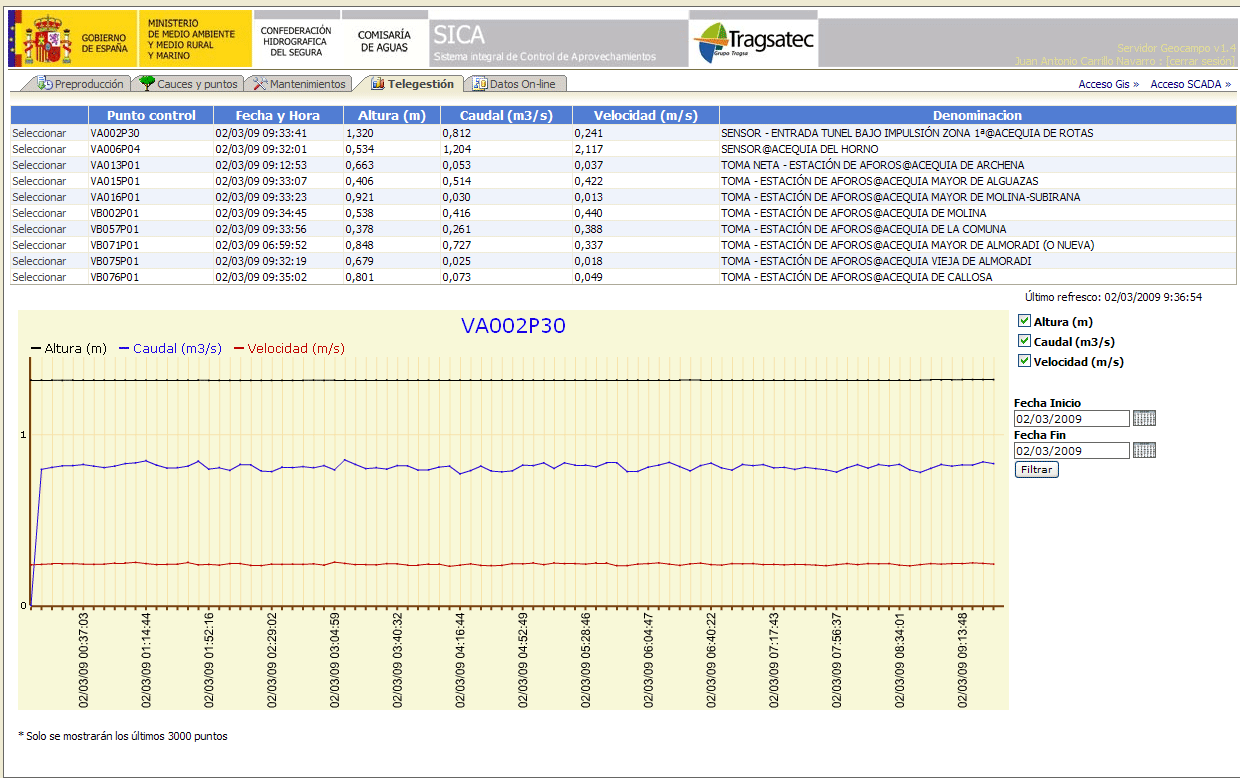 GOBIERNO
DE ESPAÑA
MINISTERIO
DE MEDIO AMBIENTE
Y MEDIO RURAL
Y MARINO
CONFEDERACIÓN
HIDROGRAFICA
DEL SEGURA
COMISARÍA
DE AGUAS
SICA
Sistema integral de Control de Aprovechamientos
Tragsatec
Grupo Tragsa
Servidor Geocampo v1.4
Juan Antonio Carrillo Navarro : [cerrar sesión]
Preproducción Cauces y puntos Mantenimientos Telegestión Datos On-line
Acceso Gis » Acceso SCADA »
Punto control Fecha y Hora Altura (m) Caudal (m3/s) Velocidad (m/s) Denominacion
Seleccionar VA002P30 02/03/09 09:33:41 1,320 0,812 0,241 SENSOR - ENTRADA TUNEL BAJO IMPULSIÓN ZONA 1ª@ACEQUIA DE ROTAS
Seleccionar VA006P04 02/03/09 09:32:01 0,534 1,204 2,117 SENSOR@ACEQUIA DEL HORNO
Seleccionar VA013P01 02/03/09 09:12:53 0,663 0,053 0,037 TOMA NETA - ESTACIÓN DE AFOROS@ACEQUIA DE ARCHENA
Seleccionar VA015P01 02/03/09 09:33:07 0,406 0,514 0,422 TOMA - ESTACIÓN DE AFOROS@ACEQUIA MAYOR DE ALGUAZAS
Seleccionar VA016P01 02/03/09 09:33:23 0,921 0,030 0,013 TOMA - ESTACIÓN DE AFOROS@ACEQUIA MAYOR DE MOLINA-SUBIRANA
Seleccionar VB002P01 02/03/09 09:34:45 0,538 0,416 0,440 TOMA - ESTACIÓN DE AFOROS@ACEQUIA DE MOLINA
Seleccionar VB057P01 02/03/09 09:33:56 0,378 0,261 0,388 TOMA - ESTACIÓN DE AFOROS@ACEQUIA DE LA COMUNA
Seleccionar VB071P01 02/03/09 06:59:52 0,848 0,727 0,337 TOMA - ESTACIÓN DE AFOROS@ACEQUIA MAYOR DE ALMORADI (O NUEVA)
Seleccionar VB075P01 02/03/09 09:32:19 0,679 0,025 0,018 TOMA - ESTACIÓN DE AFOROS@ACEQUIA VIEJA DE ALMORADI
Seleccionar VB076P01 02/03/09 09:35:02 0,801 0,073 0,049 TOMA - ESTACIÓN DE AFOROS@ACEQUIA DE CALLOSA
Último refresco: 02/03/2009 9:36:54
VA002P30
Altura (m) Caudal (m3/s) Velocidad (m/s)
1
0
02/03/09 00:37:03
02/03/09 01:14:44
02/03/09 01:52:16
02/03/09 02:29:02
02/03/09 03:04:59
02/03/09 03:40:32
02/03/09 04:16:44
02/03/09 04:52:49
02/03/09 05:28:46
02/03/09 06:04:47
02/03/09 06:40:22
02/03/09 07:17:43
02/03/09 07:56:37
02/03/09 08:34:01
02/03/09 09:13:48
Altura (m)
Caudal (m3/s)
Velocidad (m/s)
Fecha Inicio
02/03/2009
Fecha Fin
02/03/2009
Filtrar
* Solo se mostrarán los últimos 3000 puntos